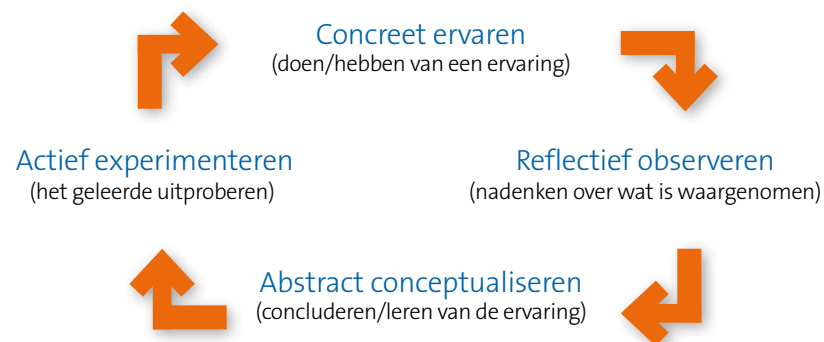 Concreet ervaren
(doen/hebben van een ervaring)
Actief experimenteren
(het geleerde uitproberen)
Reflectief observeren
(nadenken over wat is waargenomen)
Abstract conceptualiseren
(concluderen/leren van de ervaring)